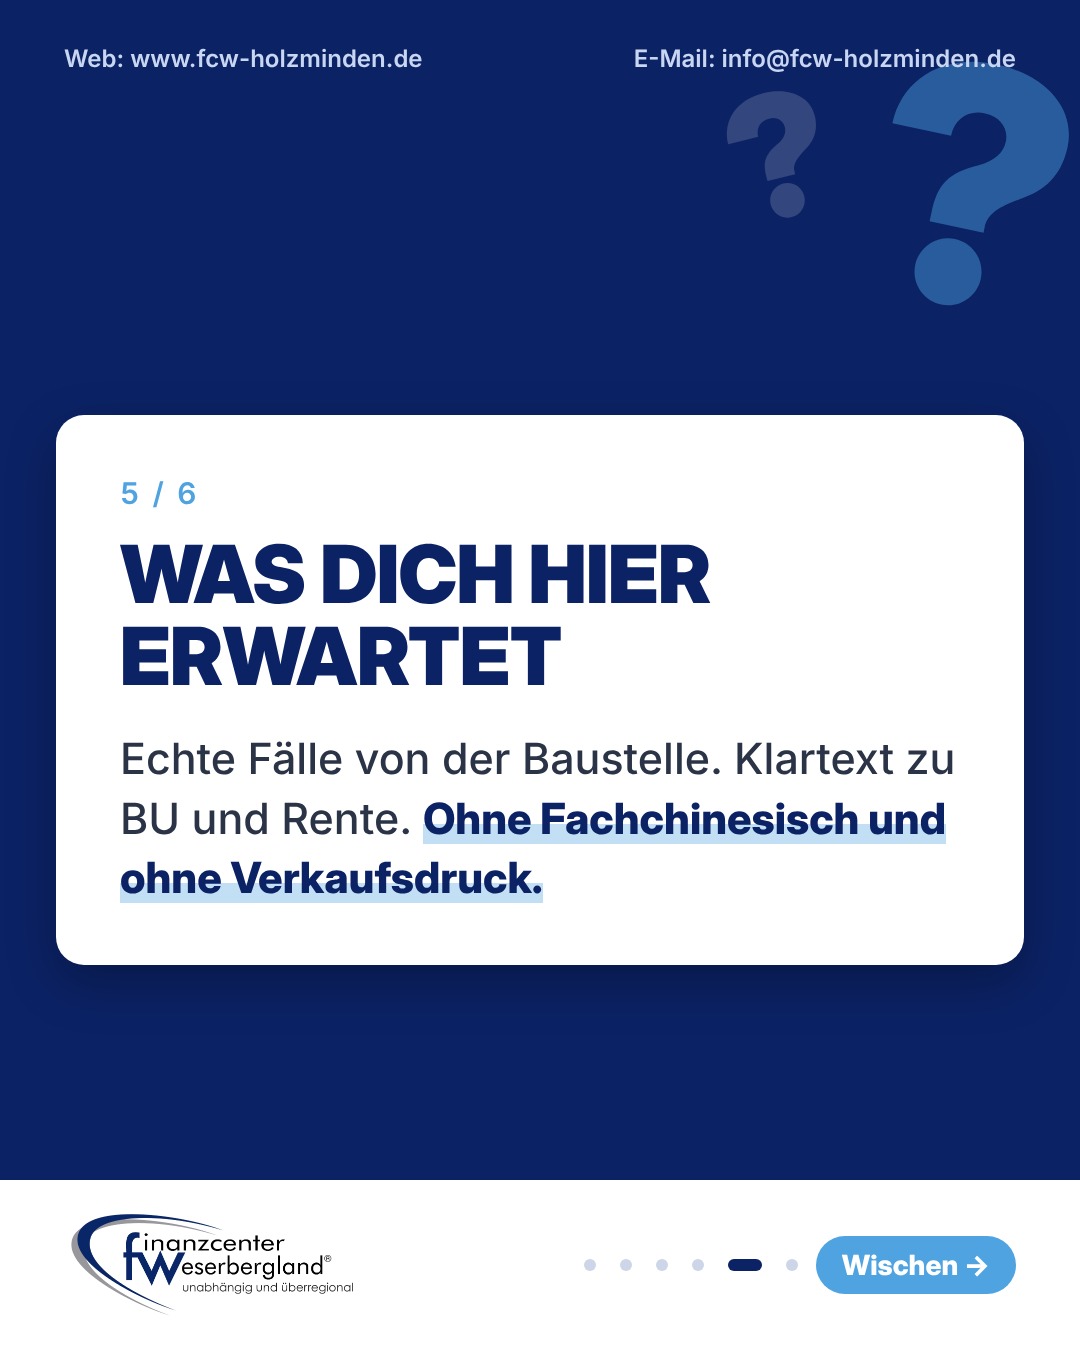 Web: www.fcw-holzminden.de
E-Mail: info@fcw-holzminden.de
? ?
5 / 6
WAS DICH HIER
ERWARTET
Echte Fälle von der Baustelle. Klartext zu
BU und Rente. Ohne Fachchinesisch und
ohne Verkaufsdruck.
finanzcenter
fWeserbergland®
unabhängig und überregional
Wischen →